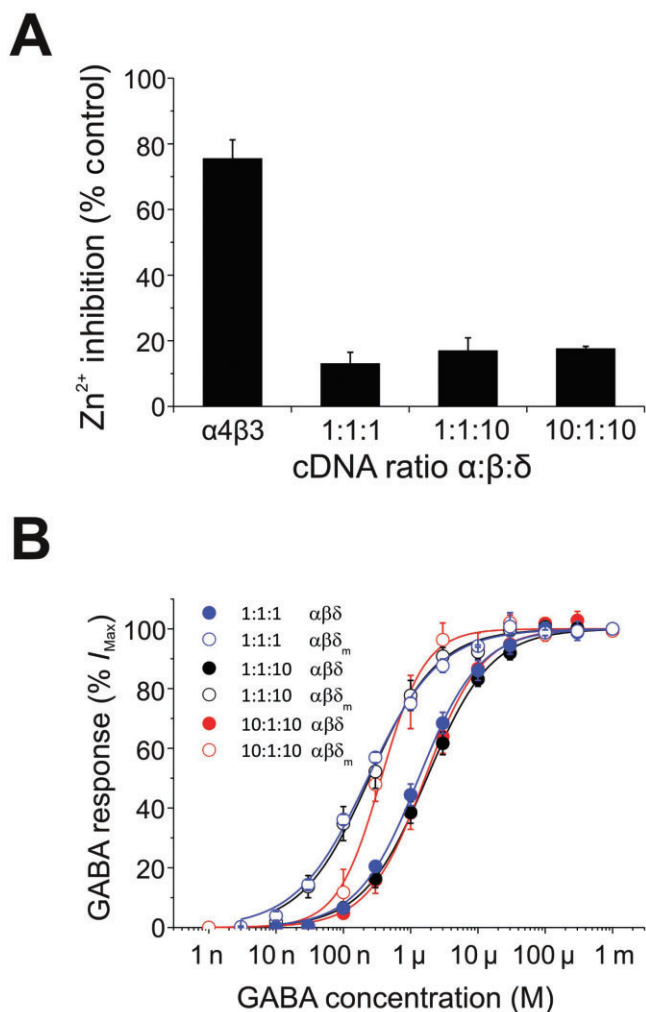 A
Zn²⁺ inhibition (% control)
100
80
60
40
20
0
α4β3 1:1:1 1:1:10 10:1:10
cDNA ratio α:β:δ
B
GABA response (% I_Max)
100
80
60
40
20
0
1:1:1 αβδ
1:1:1 αβδₘ
1:1:10 αβδ
1:1:10 αβδₘ
10:1:10 αβδ
10:1:10 αβδₘ
1 n 10 n 100 n 1 µ 10 µ 100 µ 1 m
GABA concentration (M)